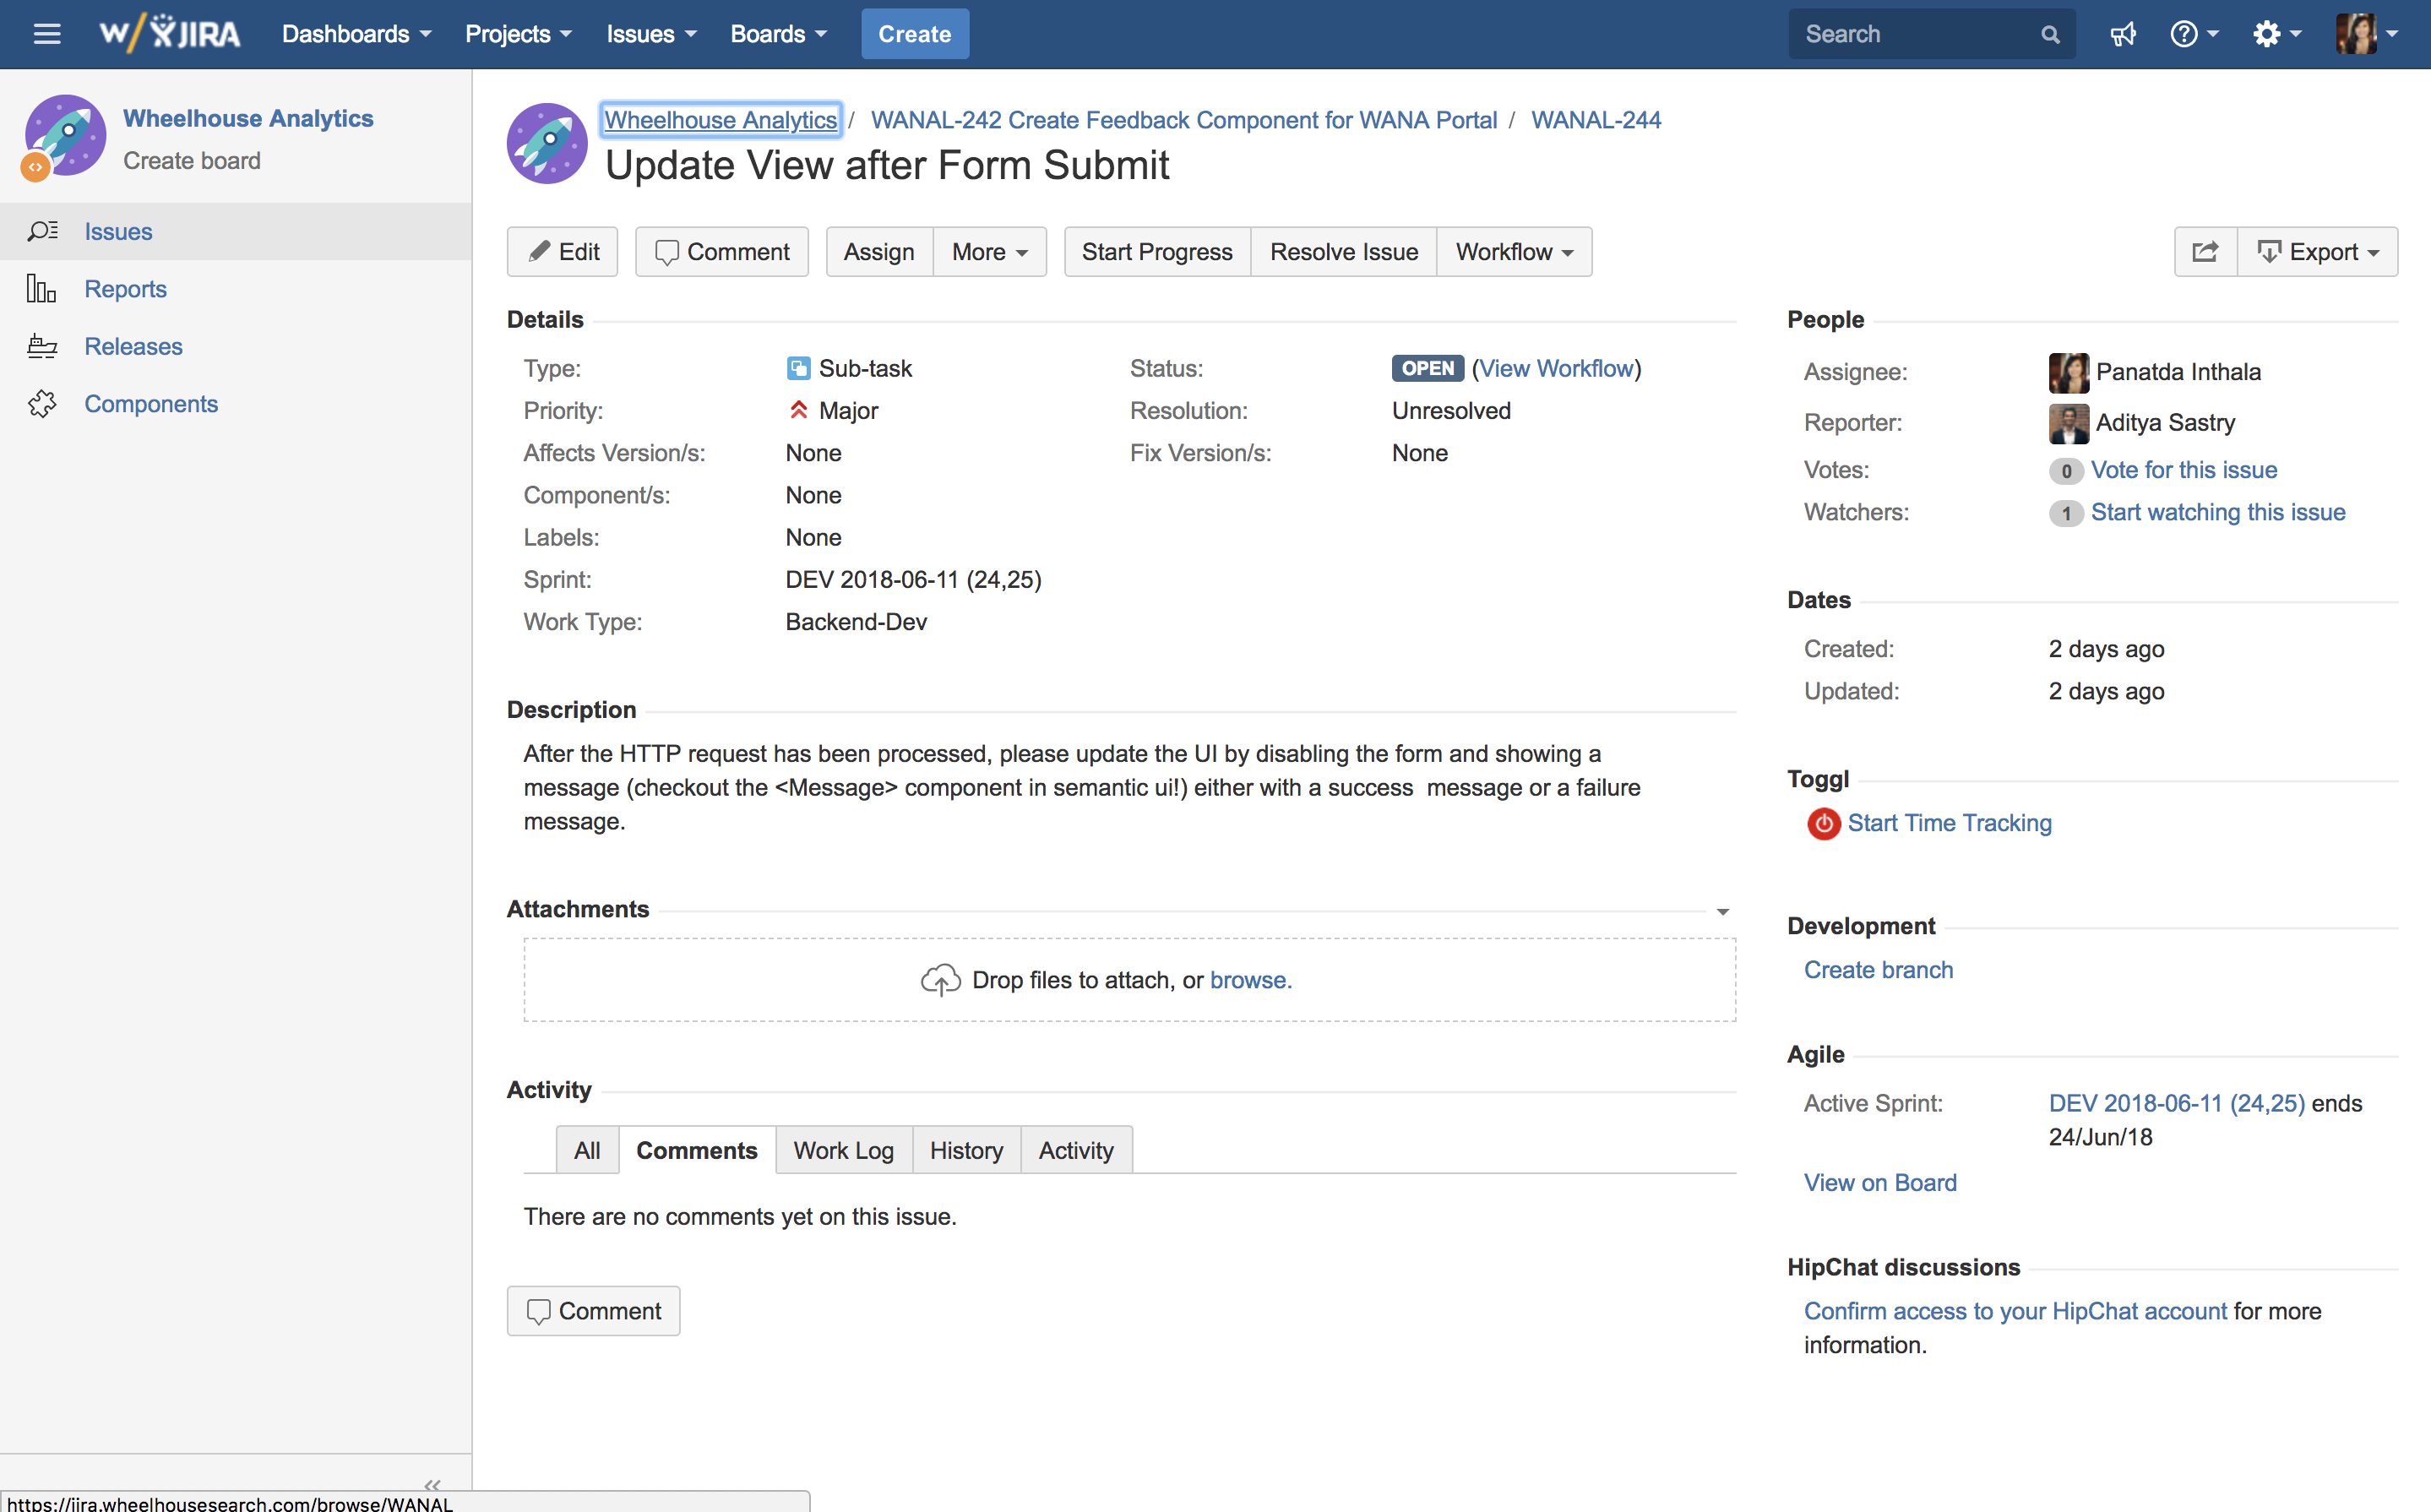 w/ JIRA Dashboards Projects Issues Boards Create Search
Wheelhouse Analytics
Create board
Issues
Reports
Releases
Components
Wheelhouse Analytics / WANAL-242 Create Feedback Component for WANA Portal / WANAL-244
Update View after Form Submit
Edit Comment Assign More Start Progress Resolve Issue Workflow Export
Details
Type: Sub-task Status: OPEN (View Workflow)
Priority: Major Resolution: Unresolved
Affects Version/s: None Fix Version/s: None
Component/s: None
Labels: None
Sprint: DEV 2018-06-11 (24,25)
Work Type: Backend-Dev
Description
After the HTTP request has been processed, please update the UI by disabling the form and showing a
message (checkout the <Message> component in semantic ui!) either with a success  message or a failure
message.
Attachments
Drop files to attach, or browse.
Activity
All Comments Work Log History Activity
There are no comments yet on this issue.
Comment
People
Assignee: Panatda Inthala
Reporter: Aditya Sastry
Votes: 0 Vote for this issue
Watchers: 1 Start watching this issue
Dates
Created: 2 days ago
Updated: 2 days ago
Toggl
Start Time Tracking
Development
Create branch
Agile
Active Sprint: DEV 2018-06-11 (24,25) ends
24/Jun/18
View on Board
HipChat discussions
Confirm access to your HipChat account for more
information.
https://jira.wheelhousesearch.com/browse/WANAL